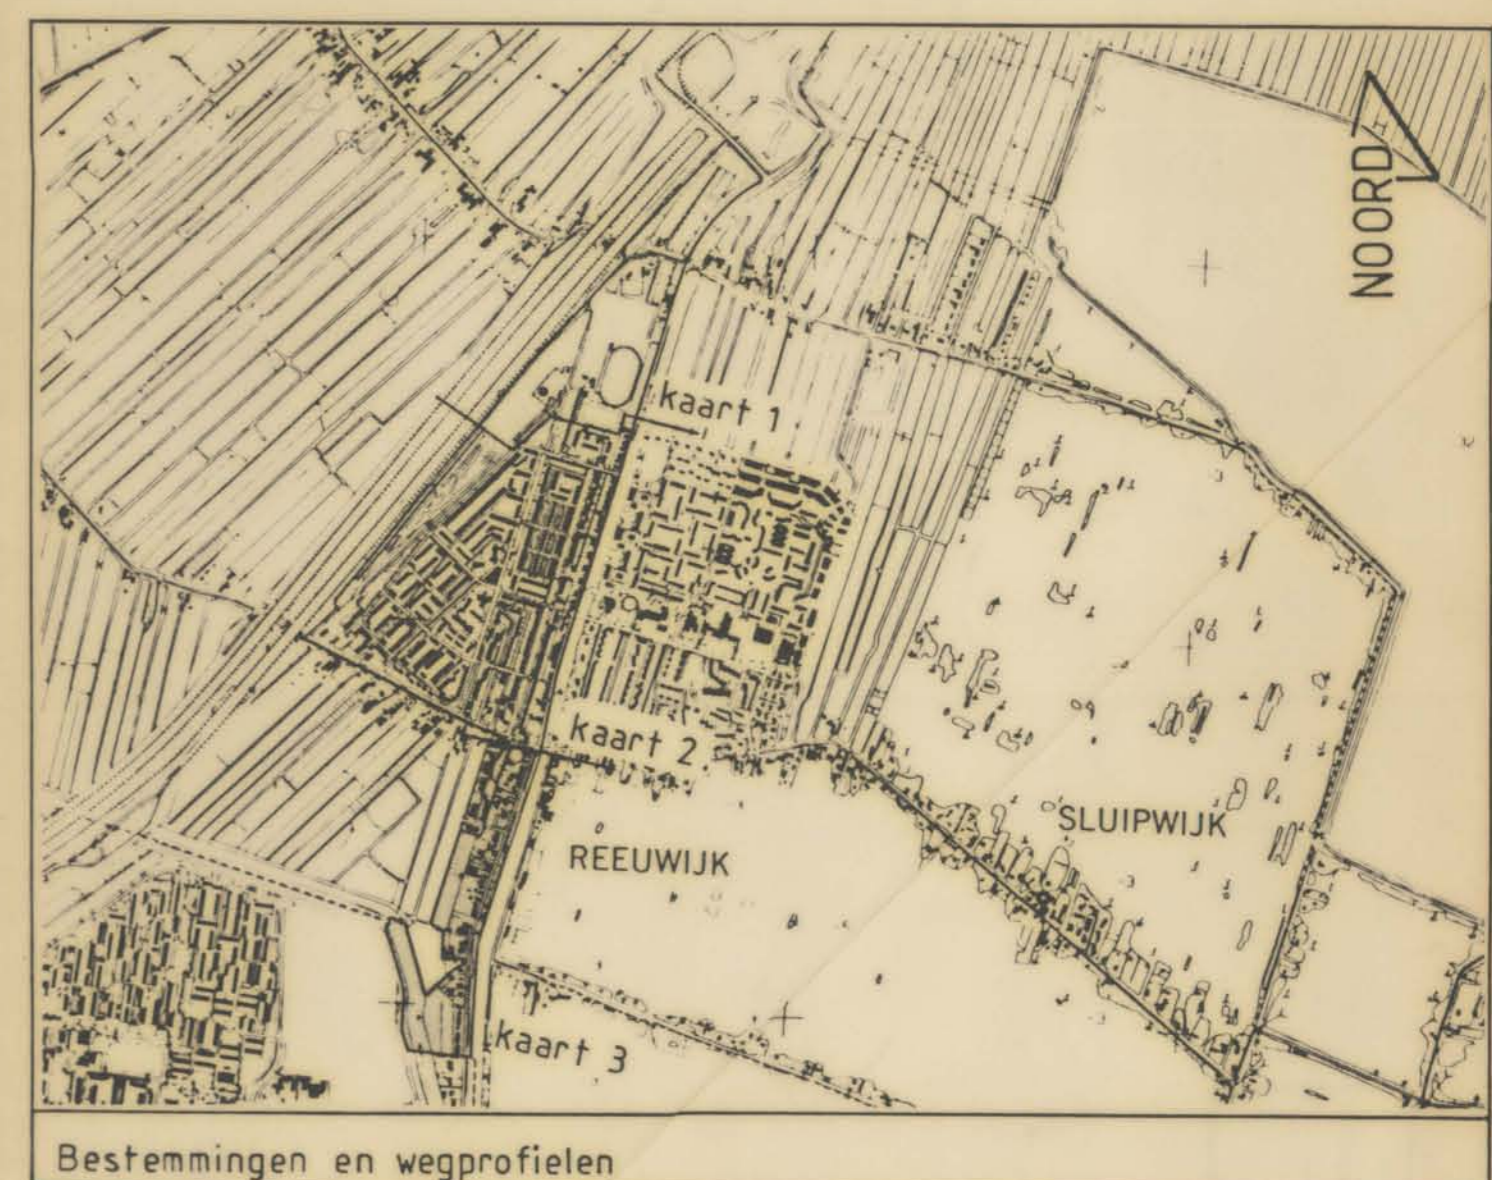 NOORD
kaart 1
kaart 2
SLUIPWIJK
REEUWIJK
kaart 3
Bestemmingen en wegprofielen